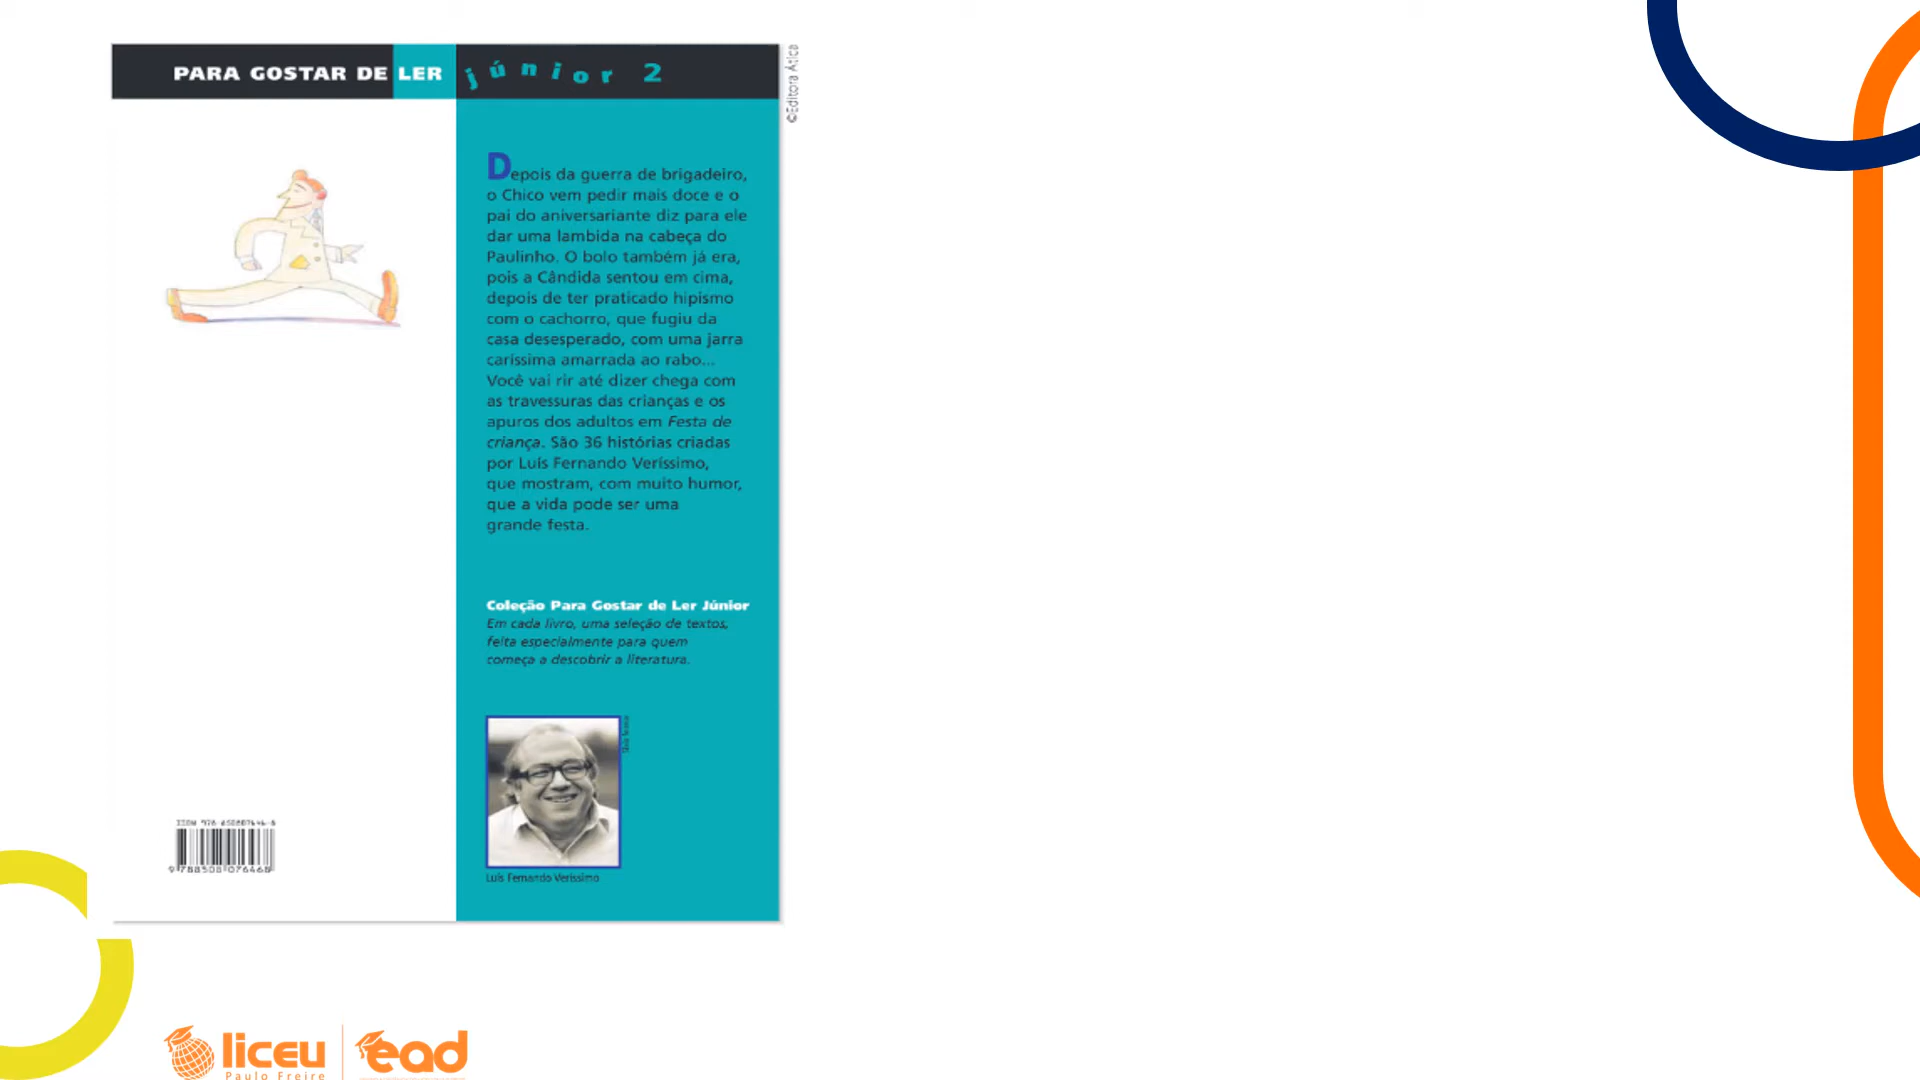 PARA GOSTAR DE LER júnior 2
©Editora Ática
Depois da guerra de brigadeiro,
o Chico vem pedir mais doce e o
pai do aniversariante diz para ele
dar uma lambida na cabeça do
Paulinho. O bolo também já era,
pois a Cândida sentou em cima,
depois de ter praticado hipismo
com o cachorro, que fugiu da
casa desesperado, com uma jarra
caríssima amarrada ao rabo...
Você vai rir até dizer chega com
as travessuras das crianças e os
apuros dos adultos em Festa de
criança. São 36 histórias criadas
por Luís Fernando Veríssimo,
que mostram, com muito humor,
que a vida pode ser uma
grande festa.
Coleção Para Gostar de Ler Júnior
Em cada livro, uma seleção de textos,
feita especialmente para quem
começa a descobrir a literatura.
Luís Fernando Veríssimo
9 788508 076468
liceu
Paulo Freire
ead